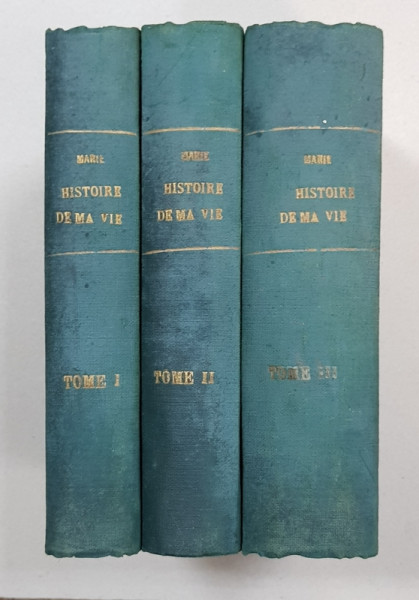 MARIE
HISTOIRE
DE MA VIE
TOME I
MARIE
HISTOIRE
DE MA VIE
TOME II
MARIE
HISTOIRE
DE MA VIE
TOME III